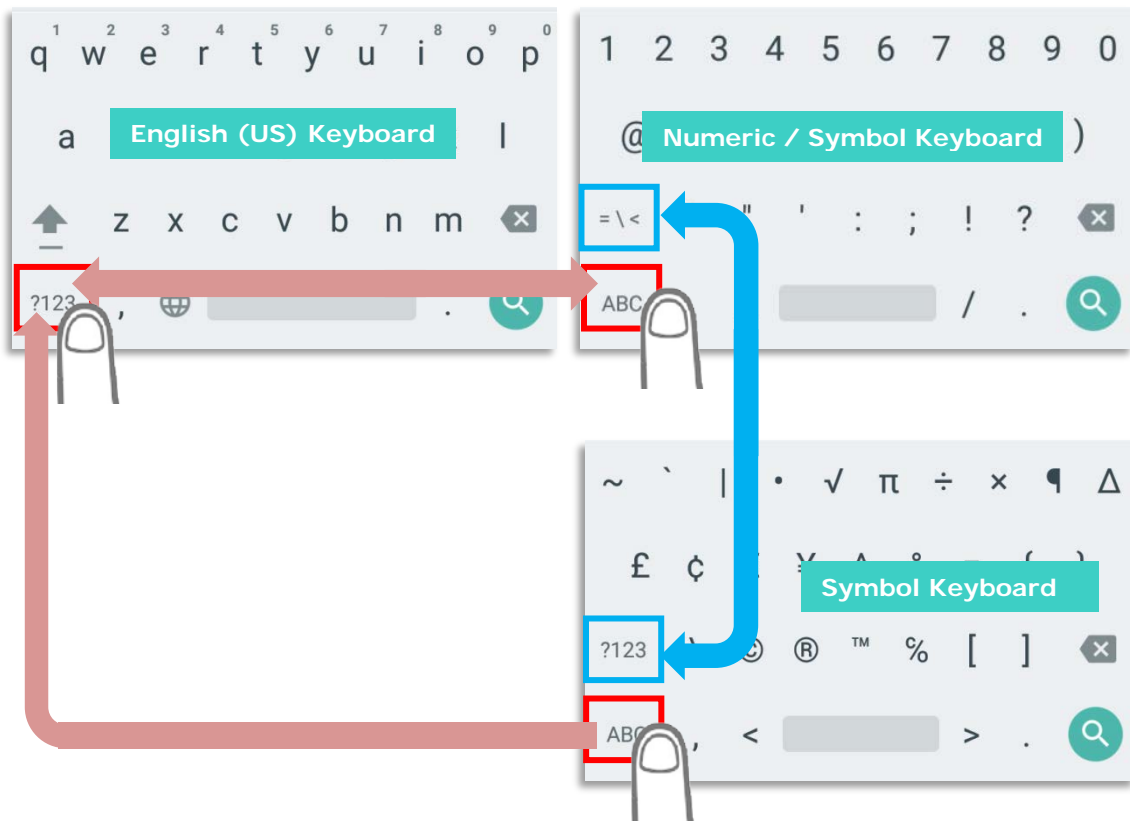 1 2 3 4 5 6 7 8 9 0
q w e r t y u i o p
a English (US) Keyboard l
z x c v b n m
?123 , .
1 2 3 4 5 6 7 8 9 0
@ Numeric / Symbol Keyboard )
= \ < " ' : ; ! ?
ABC / .
~ ` | • √ π ÷ × ¶ Δ
£ ¢ Symbol Keyboard
?123 © ® ™ ℅ [ ]
ABC , < > .